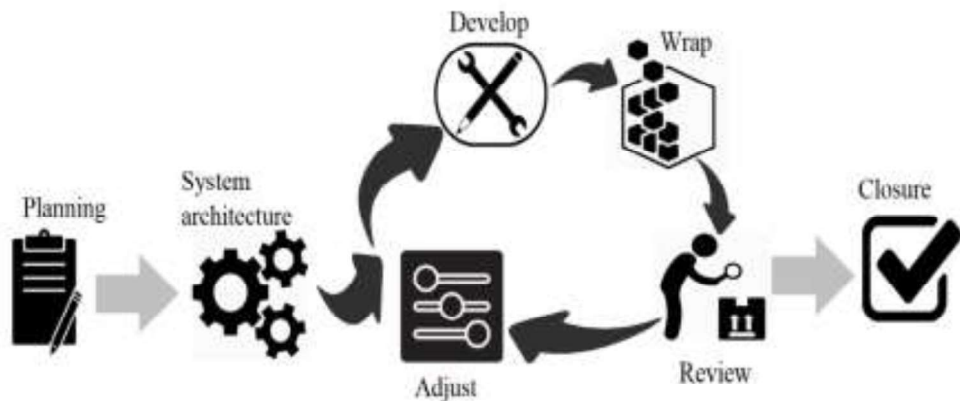 Planning
System
architecture
Develop
Wrap
Review
Adjust
Closure